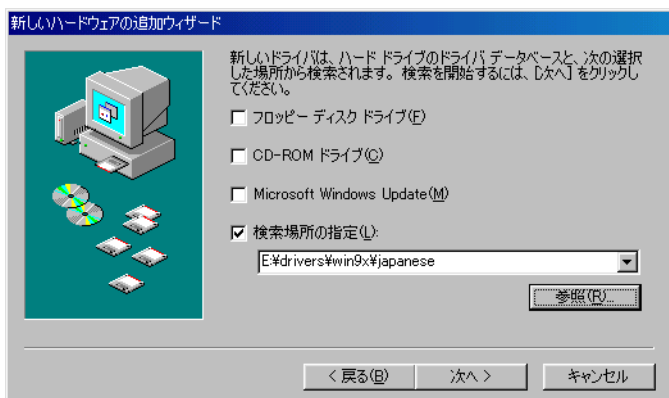 新しいハードウェアの追加ウィザード
新しいドライバは、ハード ドライブのドライバ データベースと、次の選択
した場所から検索されます。検索を開始するには、[次へ] をクリックし
てください。
フロッピー ディスク ドライブ(F)
CD-ROM ドライブ(C)
Microsoft Windows Update(M)
検索場所の指定(L):
E:¥drivers¥win9x¥japanese
参照(R)...
< 戻る(B)
次へ >
キャンセル